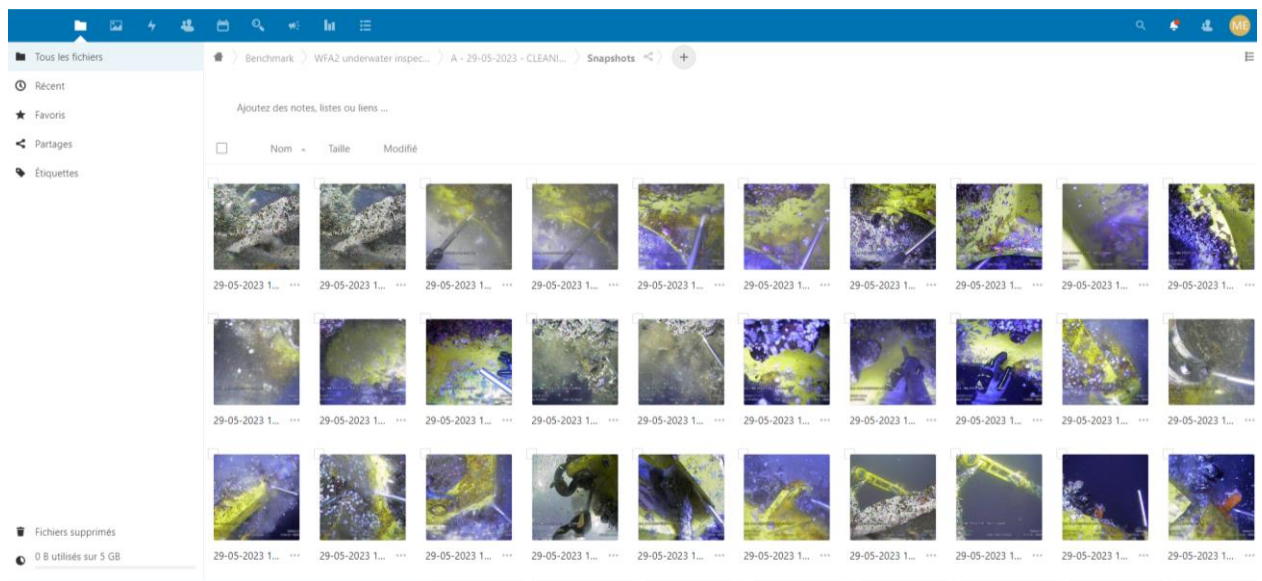 ME
Tous les fichiers
Benchmark
WFA2 underwater inspec...
A - 29-05-2023 - CLEANI...
Snapshots
Récent
Ajoutez des notes, listes ou liens ...
Favoris
Partages
Nom
Taille
Modifié
Étiquettes
29-05-2023 1... 29-05-2023 1... 29-05-2023 1... 29-05-2023 1... 29-05-2023 1... 29-05-2023 1... 29-05-2023 1... 29-05-2023 1... 29-05-2023 1... 29-05-2023 1...
29-05-2023 1... 29-05-2023 1... 29-05-2023 1... 29-05-2023 1... 29-05-2023 1... 29-05-2023 1... 29-05-2023 1... 29-05-2023 1... 29-05-2023 1... 29-05-2023 1...
Fichiers supprimés
0 B utilisés sur 5 GB
29-05-2023 1... 29-05-2023 1... 29-05-2023 1... 29-05-2023 1... 29-05-2023 1... 29-05-2023 1... 29-05-2023 1... 29-05-2023 1... 29-05-2023 1... 29-05-2023 1...